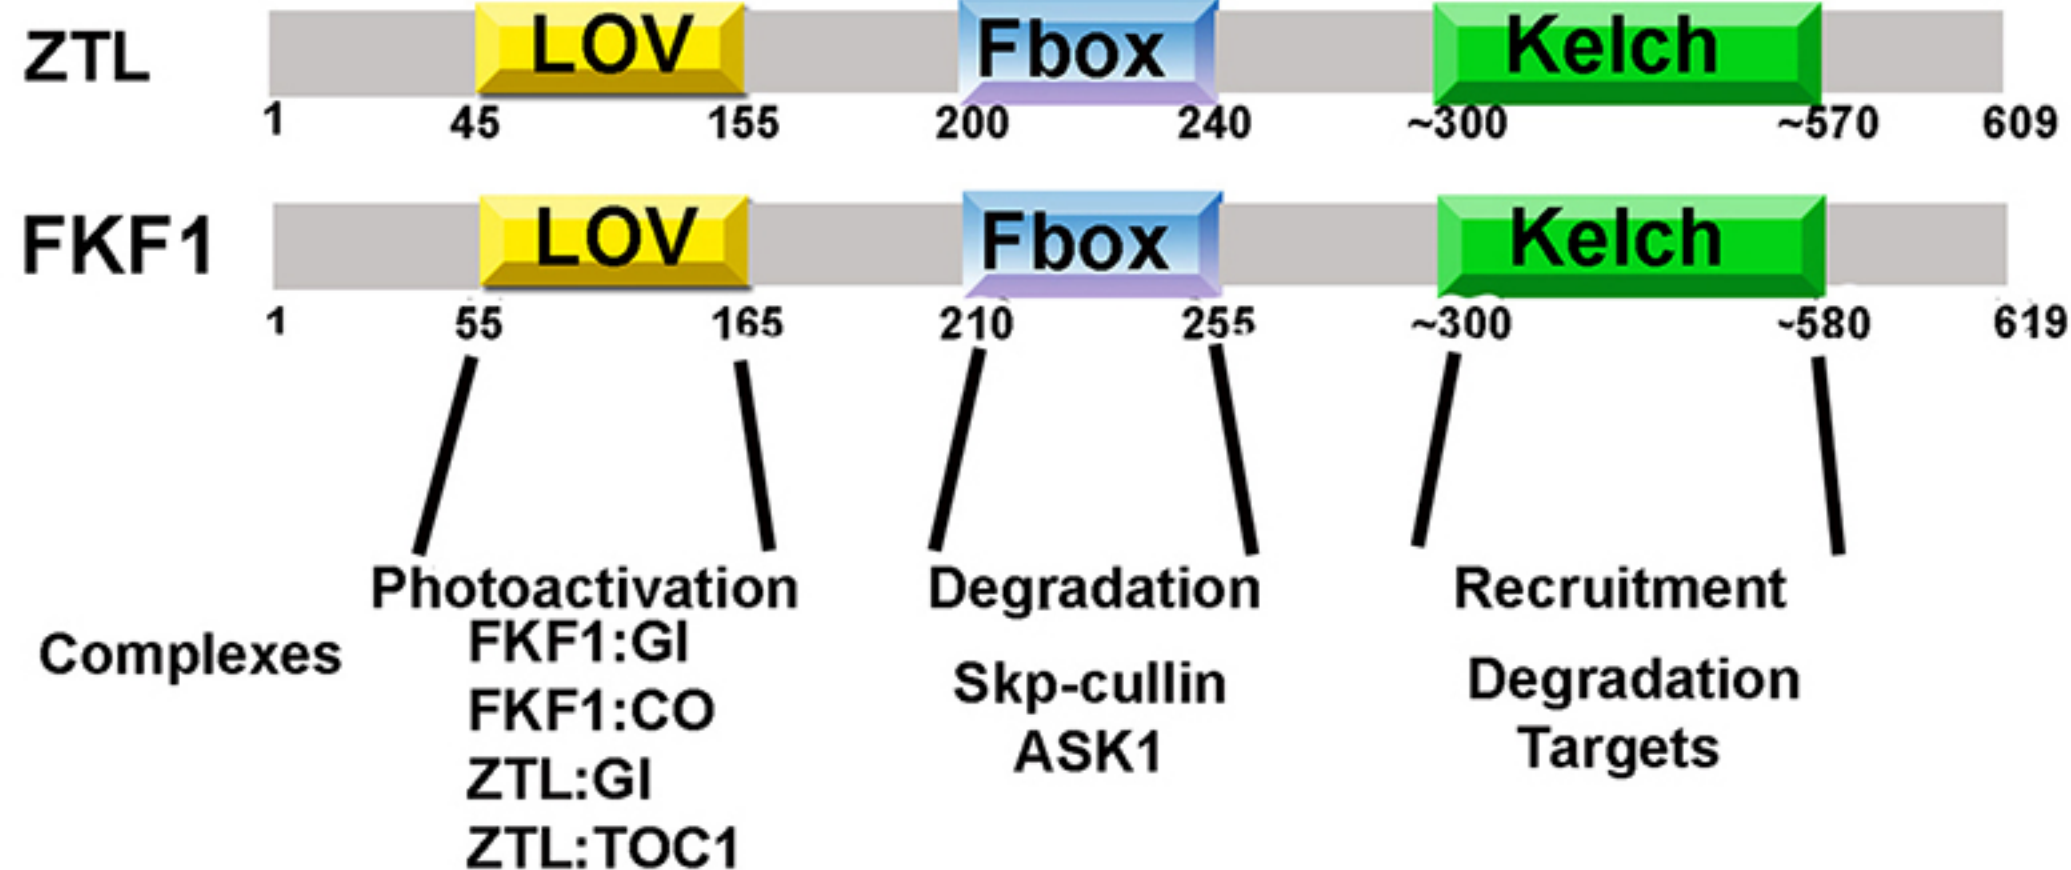 ZTL LOV Fbox Kelch
1 45 155 200 240 ~300 ~570 609
FKF1 LOV Fbox Kelch
1 55 165 210 255 ~300 ~580 619
Photoactivation Degradation Recruitment
Complexes
FKF1:GI
FKF1:CO
ZTL:GI
ZTL:TOC1
Skp-cullin
ASK1
Degradation
Targets